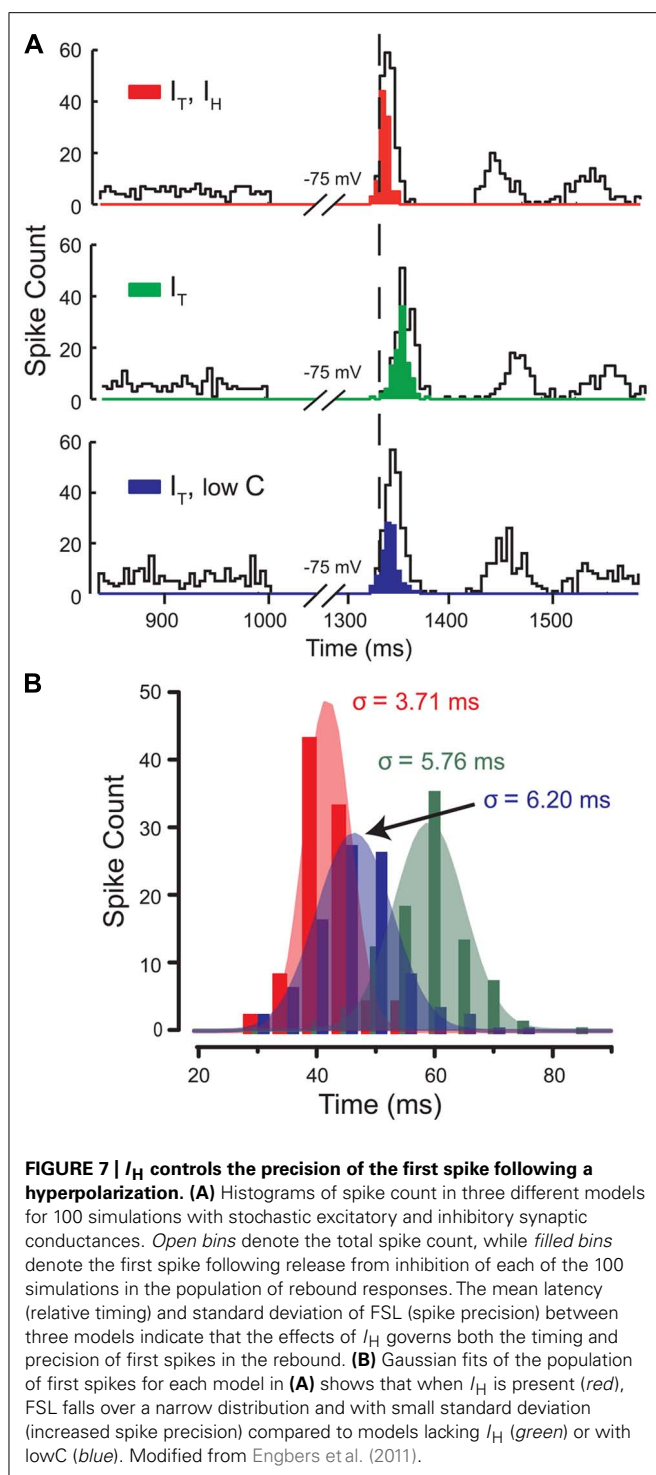 A
60
40
20
0
I_T, I_H
-75 mV
60
40
20
0
I_T
-75 mV
Spike Count
60
40
20
0
I_T, low C
-75 mV
900
1000
1300
1400
1500
Time (ms)
B
50
40
30
20
10
0
Spike Count
σ = 3.71 ms
σ = 5.76 ms
σ = 6.20 ms
20
40
60
80
Time (ms)
FIGURE 7 | I_H controls the precision of the first spike following a
hyperpolarization. (A) Histograms of spike count in three different models
for 100 simulations with stochastic excitatory and inhibitory synaptic
conductances. Open bins denote the total spike count, while filled bins
denote the first spike following release from inhibition of each of the 100
simulations in the population of rebound responses. The mean latency
(relative timing) and standard deviation of FSL (spike precision) between
three models indicate that the effects of I_H governs both the timing and
precision of first spikes in the rebound. (B) Gaussian fits of the population
of first spikes for each model in (A) shows that when I_H is present (red),
FSL falls over a narrow distribution and with small standard deviation
(increased spike precision) compared to models lacking I_H (green) or with
lowC (blue). Modified from Engbers et al. (2011).